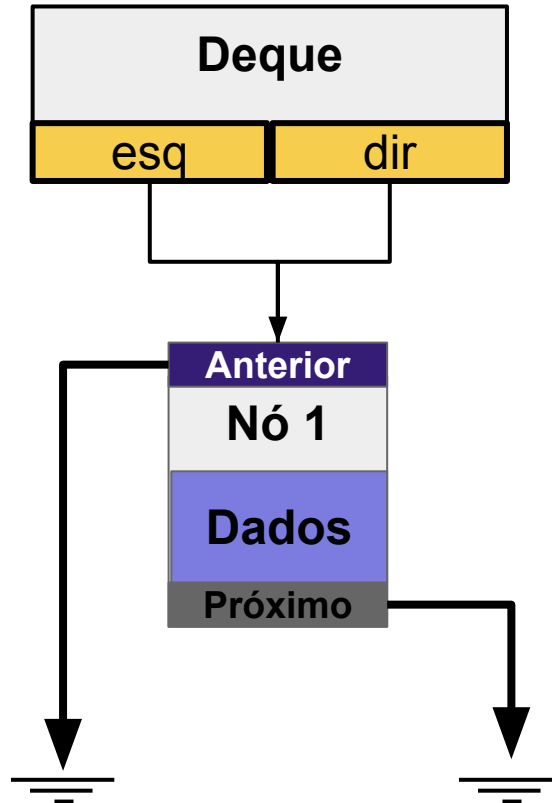 Deque
esq dir
Anterior
Nó 1
Dados
Próximo